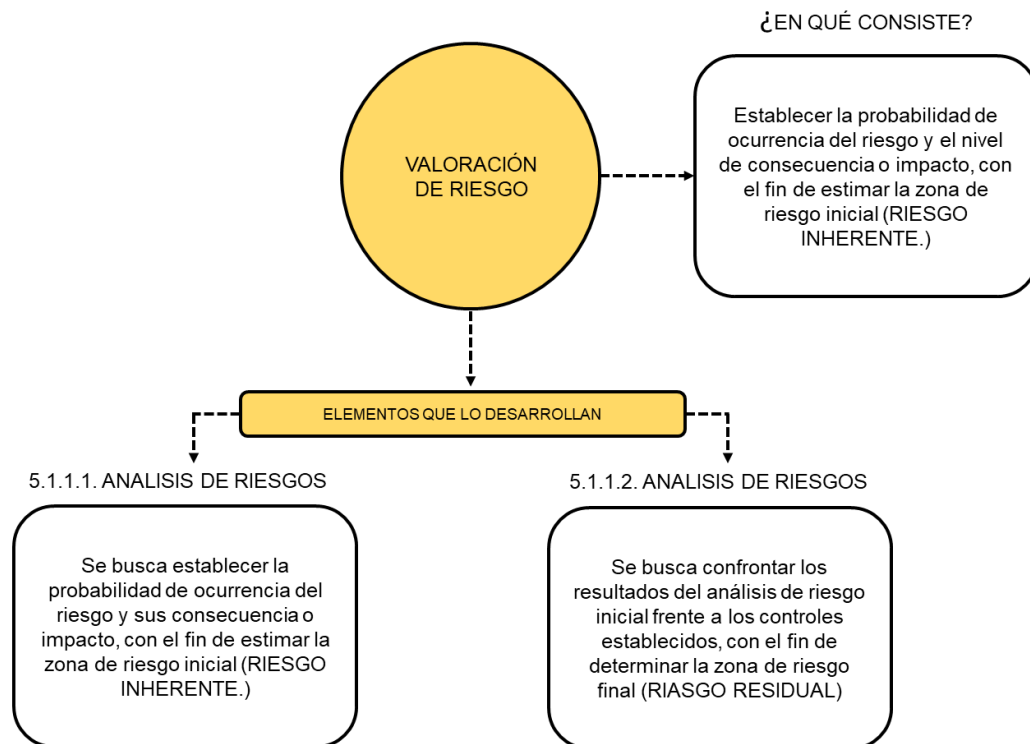 ¿EN QUÉ CONSISTE?
VALORACIÓN
DE RIESGO
Establecer la probabilidad de
ocurrencia del riesgo y el nivel
de consecuencia o impacto, con
el fin de estimar la zona de
riesgo inicial (RIESGO
INHERENTE.)
ELEMENTOS QUE LO DESARROLLAN
5.1.1.1. ANALISIS DE RIESGOS
Se busca establecer la
probabilidad de ocurrencia del
riesgo y sus consecuencia o
impacto, con el fin de estimar la
zona de riesgo inicial (RIESGO
INHERENTE.)
5.1.1.2. ANALISIS DE RIESGOS
Se busca confrontar los
resultados del análisis de riesgo
inicial frente a los controles
establecidos, con el fin de
determinar la zona de riesgo
final (RIASGO RESIDUAL)